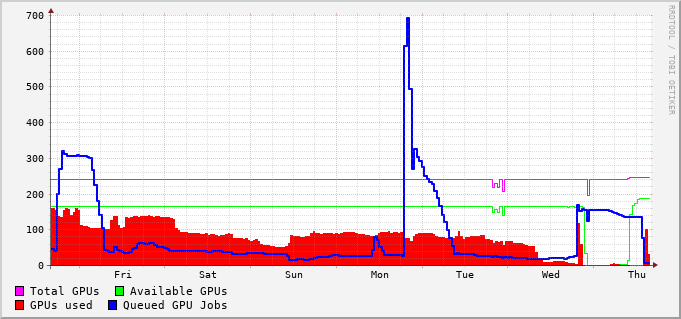 700
600
500
400
300
200
100
0
Fri Sat Sun Mon Tue Wed Thu
Total GPUs Available GPUs
GPUs used Queued GPU Jobs
RRDTOOL / TOBI OETIKER